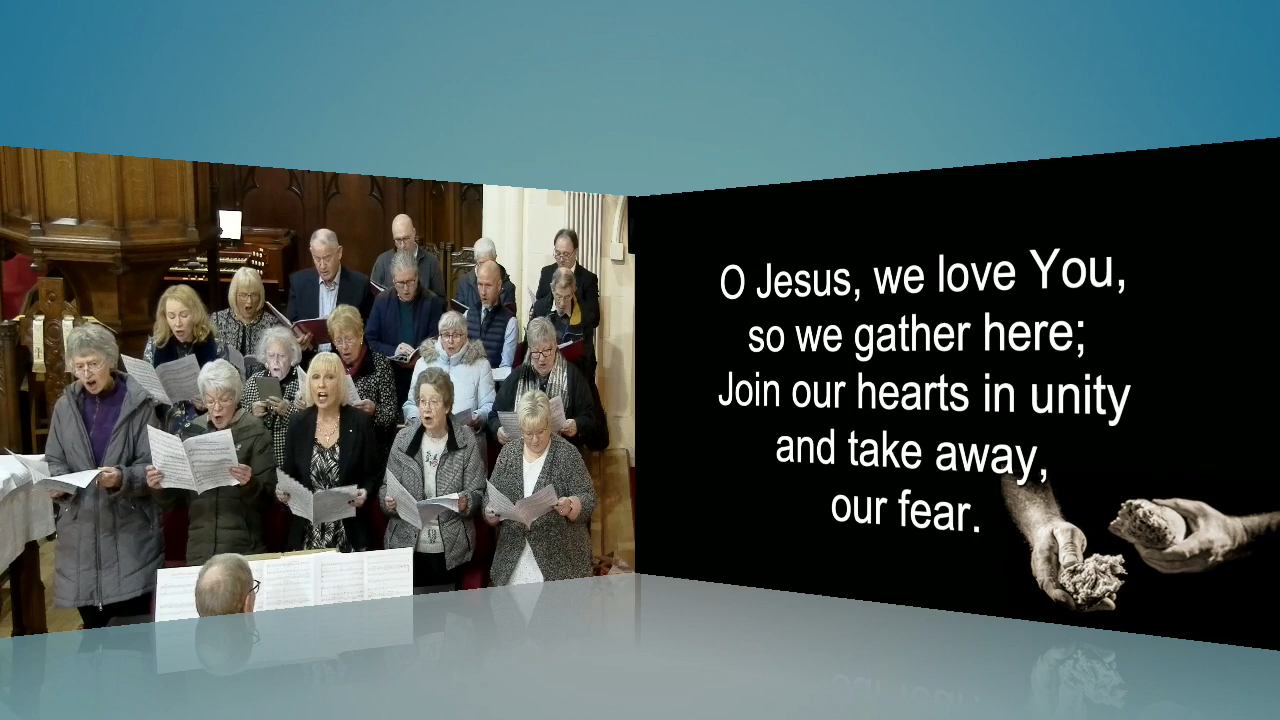 O Jesus, we love You,
so we gather here;
Join our hearts in unity
and take away,
our fear.